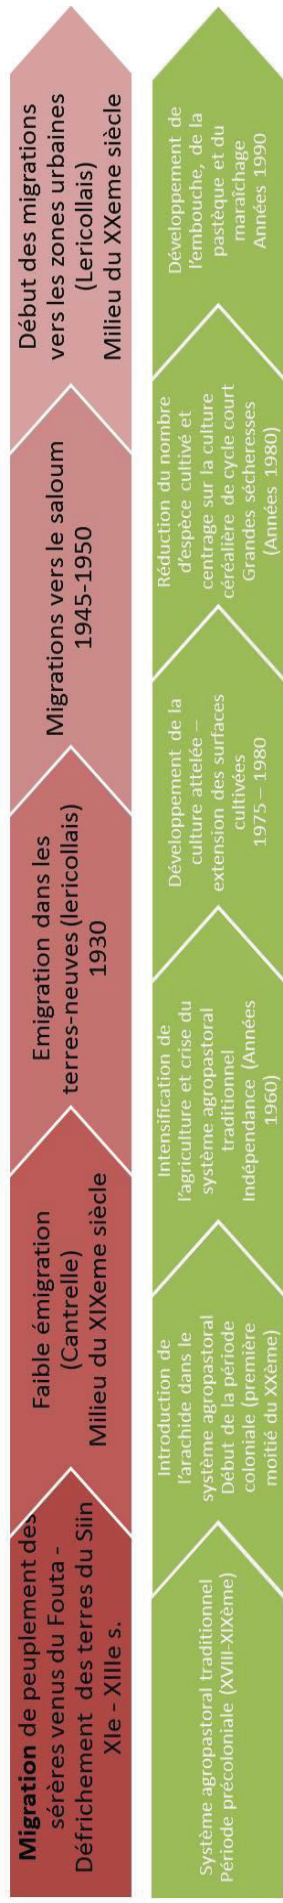 Migration de peuplement des
sérères venus du Fouta -
Défrichement des terres du Siin
XIe - XIIIe s.
Faible émigration
(Cantrelle)
Milieu du XIXeme siècle
Emigration dans les
terres-neuves (lericollais)
1930
Migrations vers le saloum
1945-1950
Début des migrations
vers les zones urbaines
(Lericollais)
Milieu du XXeme siècle
Système agropastoral traditionnel
Période précoloniale (XVIII-XIXème)
Introduction de
l'arachide dans le
système agropastoral
Début de la période
coloniale (première
moitié du XXème)
Intensification de
l'agriculture et crise du
système agropastoral
traditionnel
Indépendance (Années
1960)
Développement de la
culture attelée –
extension des surfaces
cultivées
1975 – 1980
Réduction du nombre
d'espèce cultivé et
centrage sur la culture
céréalière de cycle court
Grandes sécheresses
(Années 1980)
Développement de
l'embouche, de la
pastèque et du
maraîchage
Années 1990